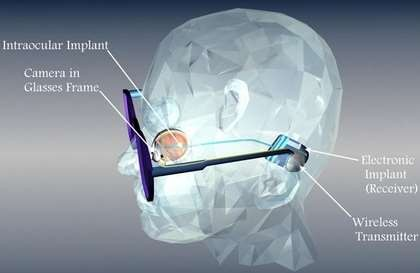 Intraocular Implant
Camera in
Glasses Frame
Electronic
Implant
(Receiver)
Wireless
Transmitter